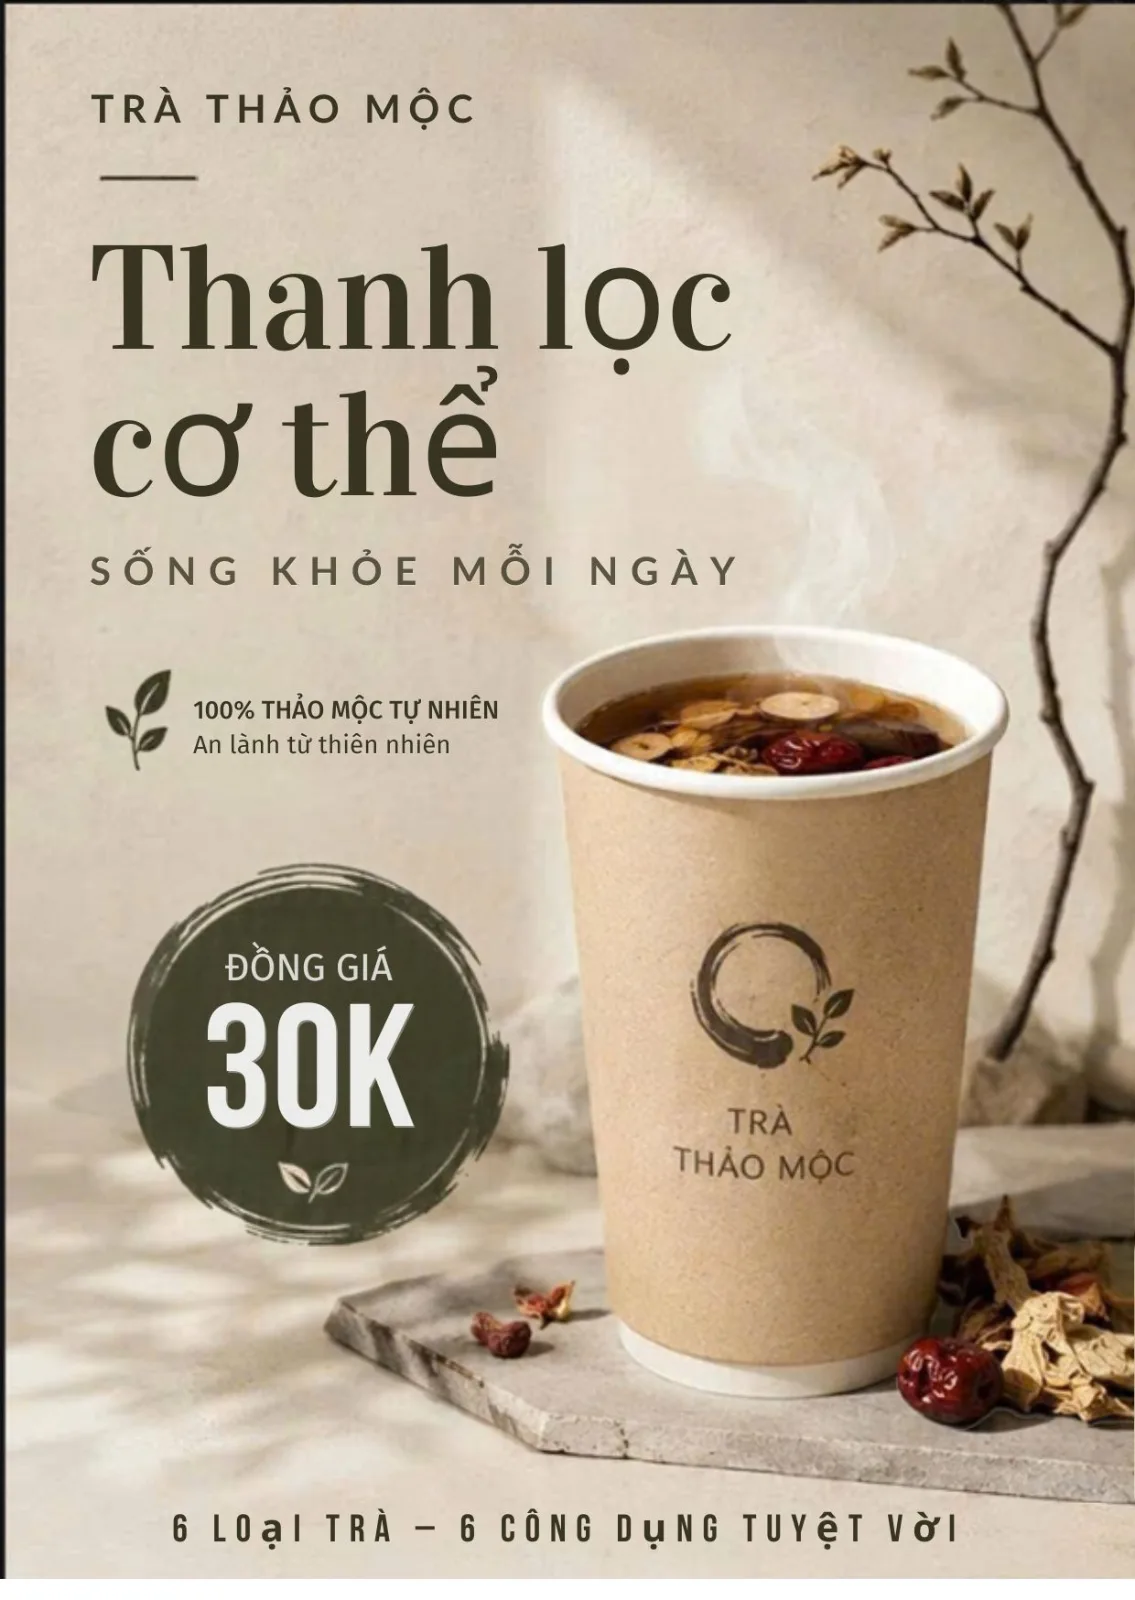 TRÀ THẢO MỘC
Thanh lọc
cơ thể
SỐNG KHỎE MỖI NGÀY
100% THẢO MỘC TỰ NHIÊN
An lành từ thiên nhiên
ĐỒNG GIÁ
30K
TRÀ
THẢO MỘC
6 LOạI TRÀ – 6 CÔNG DụNG TUYệT VờI